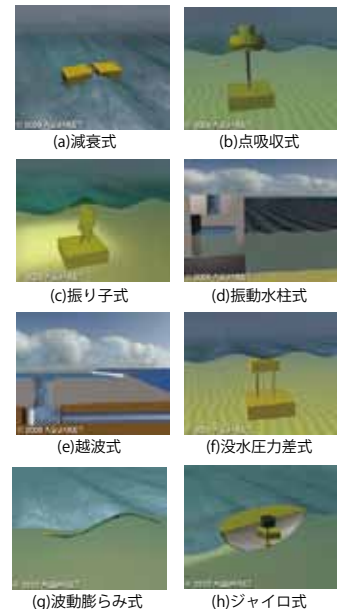 (a)減衰式
(b)点吸収式
(c)振り子式
(d)振動水柱式
(e)越波式
(f)没水圧力差式
(g)波動膨らみ式
(h)ジャイロ式